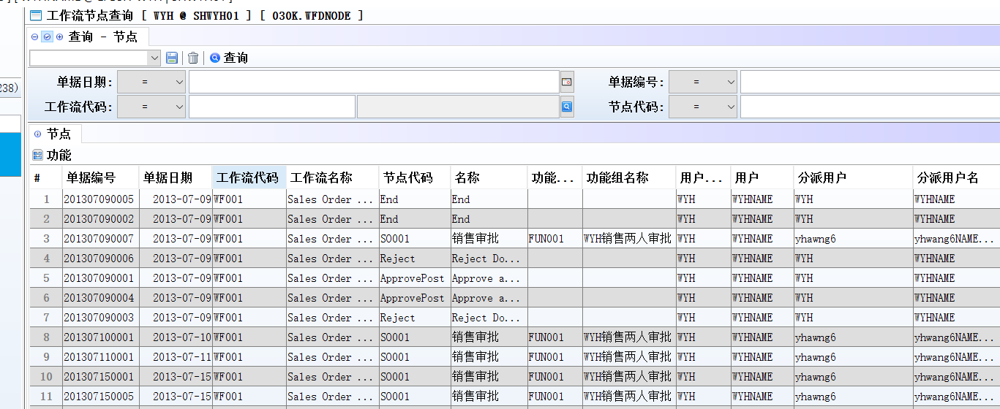 工作流节点查询 [ WYH @ SHWYH01 ] [ 030K.WFDNODE ]
查询 - 节点
查询
238)
单据日期: = 单据编号: =
工作流代码: = 节点代码: =
节点
功能
# 单据编号 单据日期 工作流代码 工作流名称 节点代码 名称 功能... 功能组名称 用户... 用户 分派用户 分派用户名
1 201307090005 2013-07-09 WF001 Sales Order ... End End WYH WYHNAME WYH WYHNAME
2 201307090002 2013-07-09 WF001 Sales Order ... End End WYH WYHNAME WYH WYHNAME
3 201307090007 2013-07-09 WF001 Sales Order ... SO001 销售审批 FUN001 WYH销售两人审批 WYH WYHNAME yhawng6 yhwang6NAME...
4 201307090006 2013-07-09 WF001 Sales Order ... Reject Reject Do... WYH WYHNAME WYH WYHNAME
5 201307090001 2013-07-09 WF001 Sales Order ... ApprovePost Approve a... WYH WYHNAME WYH WYHNAME
6 201307090004 2013-07-09 WF001 Sales Order ... ApprovePost Approve a... WYH WYHNAME WYH WYHNAME
7 201307090003 2013-07-09 WF001 Sales Order ... Reject Reject Do... WYH WYHNAME WYH WYHNAME
8 201307100001 2013-07-10 WF001 Sales Order ... SO001 销售审批 FUN001 WYH销售两人审批 WYH WYHNAME yhawng6 yhwang6NAME...
9 201307110001 2013-07-11 WF001 Sales Order ... SO001 销售审批 FUN001 WYH销售两人审批 WYH WYHNAME yhawng6 yhwang6NAME...
10 201307150001 2013-07-15 WF001 Sales Order ... SO001 销售审批 FUN001 WYH销售两人审批 WYH WYHNAME yhawng6 yhwang6NAME...
11 201307150005 2013-07-15 WF001 Sales Order ... SO001 销售审批 FUN001 WYH销售两人审批 WYH WYHNAME yhawng6 yhwang6NAME...